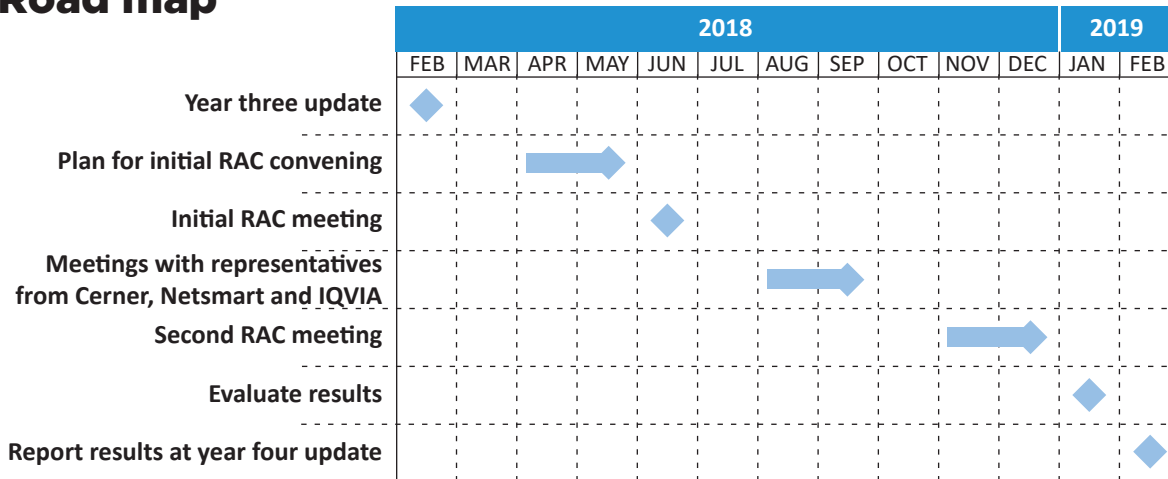 Road map
2018 2019
FEB MAR APR MAY JUN JUL AUG SEP OCT NOV DEC JAN FEB
Year three update
Plan for initial RAC convening
Initial RAC meeting
Meetings with representatives
from Cerner, Netsmart and IQVIA
Second RAC meeting
Evaluate results
Report results at year four update